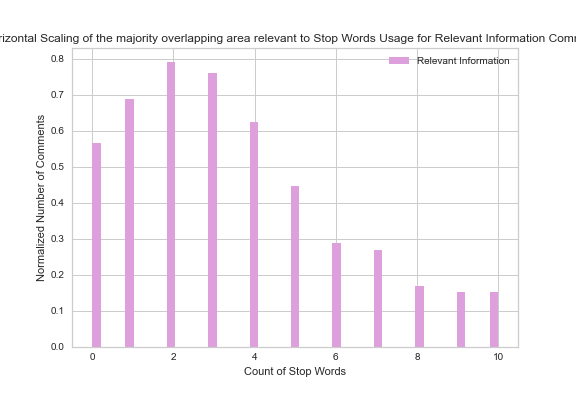 Scaling of the majority overlapping area relevant to Stop Words Usage for Relevant Information
Relevant Information
Normalized Number of Comments
0.8
0.7
0.6
0.5
0.4
0.3
0.2
0.1
0.0
0 2 4 6 8 10
Count of Stop Words